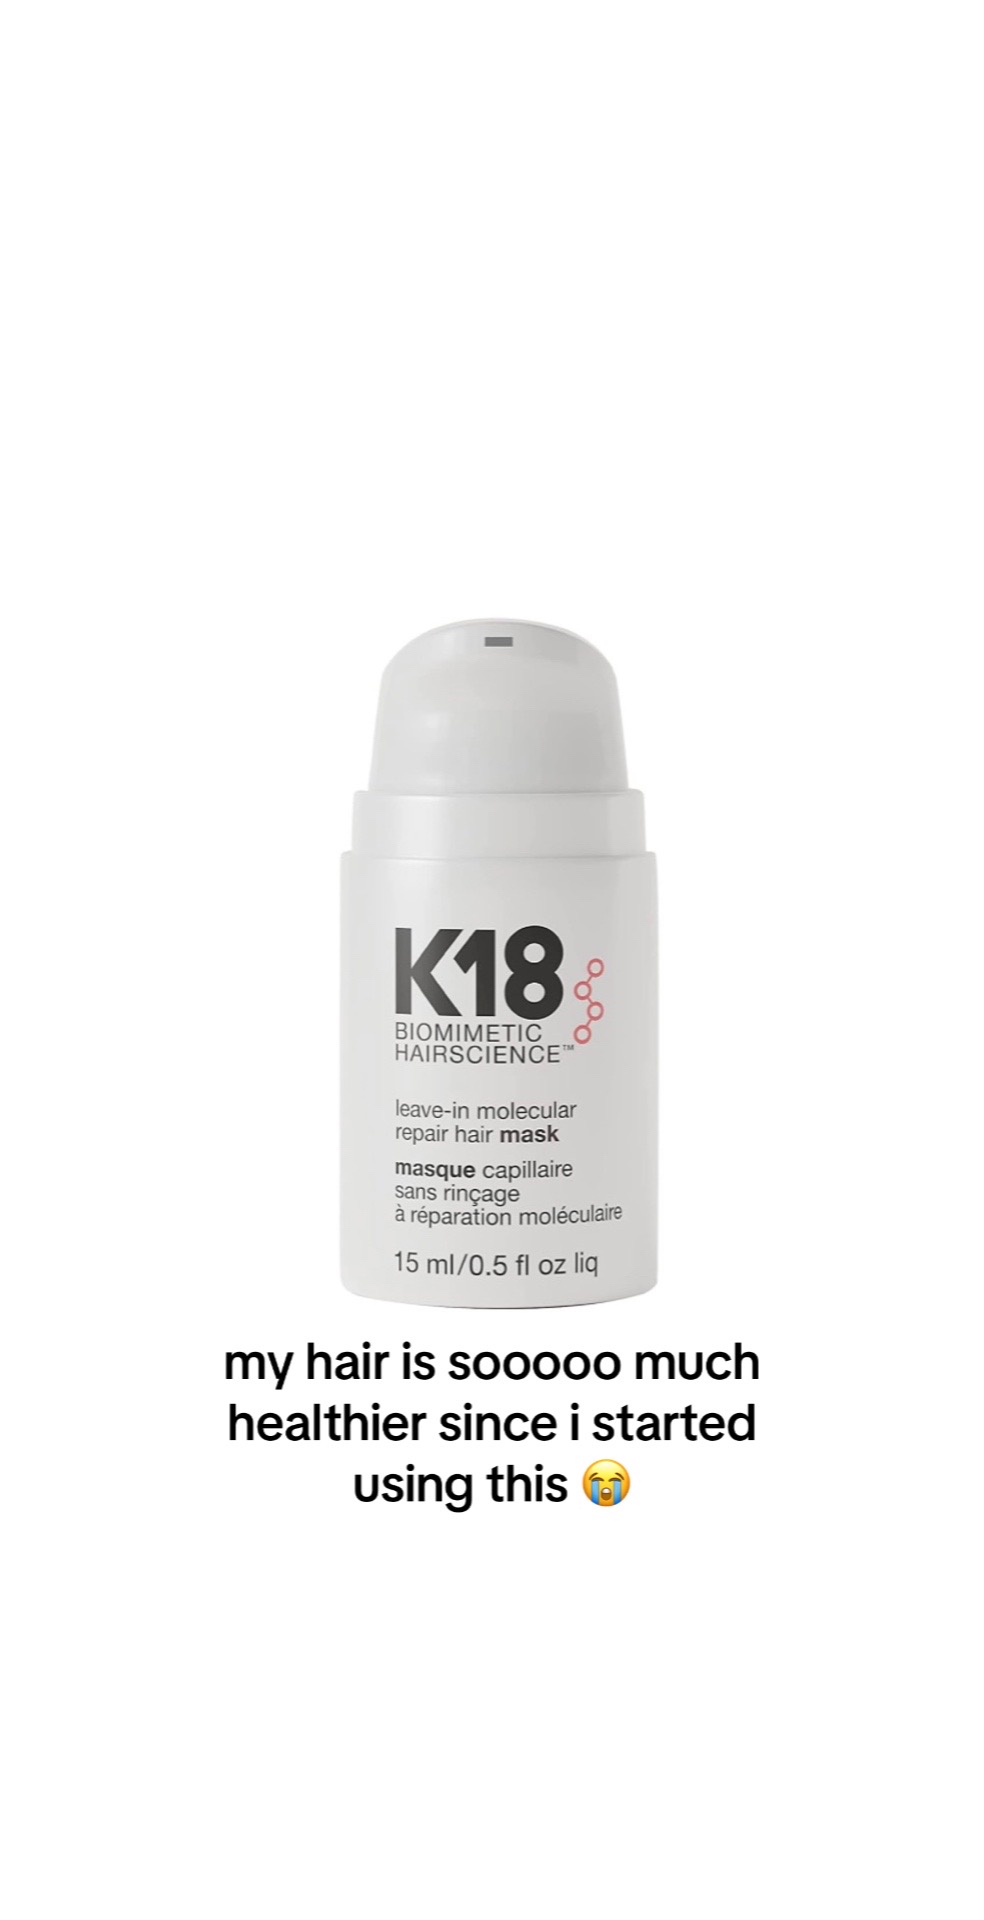 K18
BIOMIMETIC
HAIRSCIENCE™
leave-in molecular
repair hair mask
masque capillaire
sans rinçage
à réparation moléculaire
15 ml/0.5 fl oz liq
my hair is sooooo much
healthier since i started
using this 😭